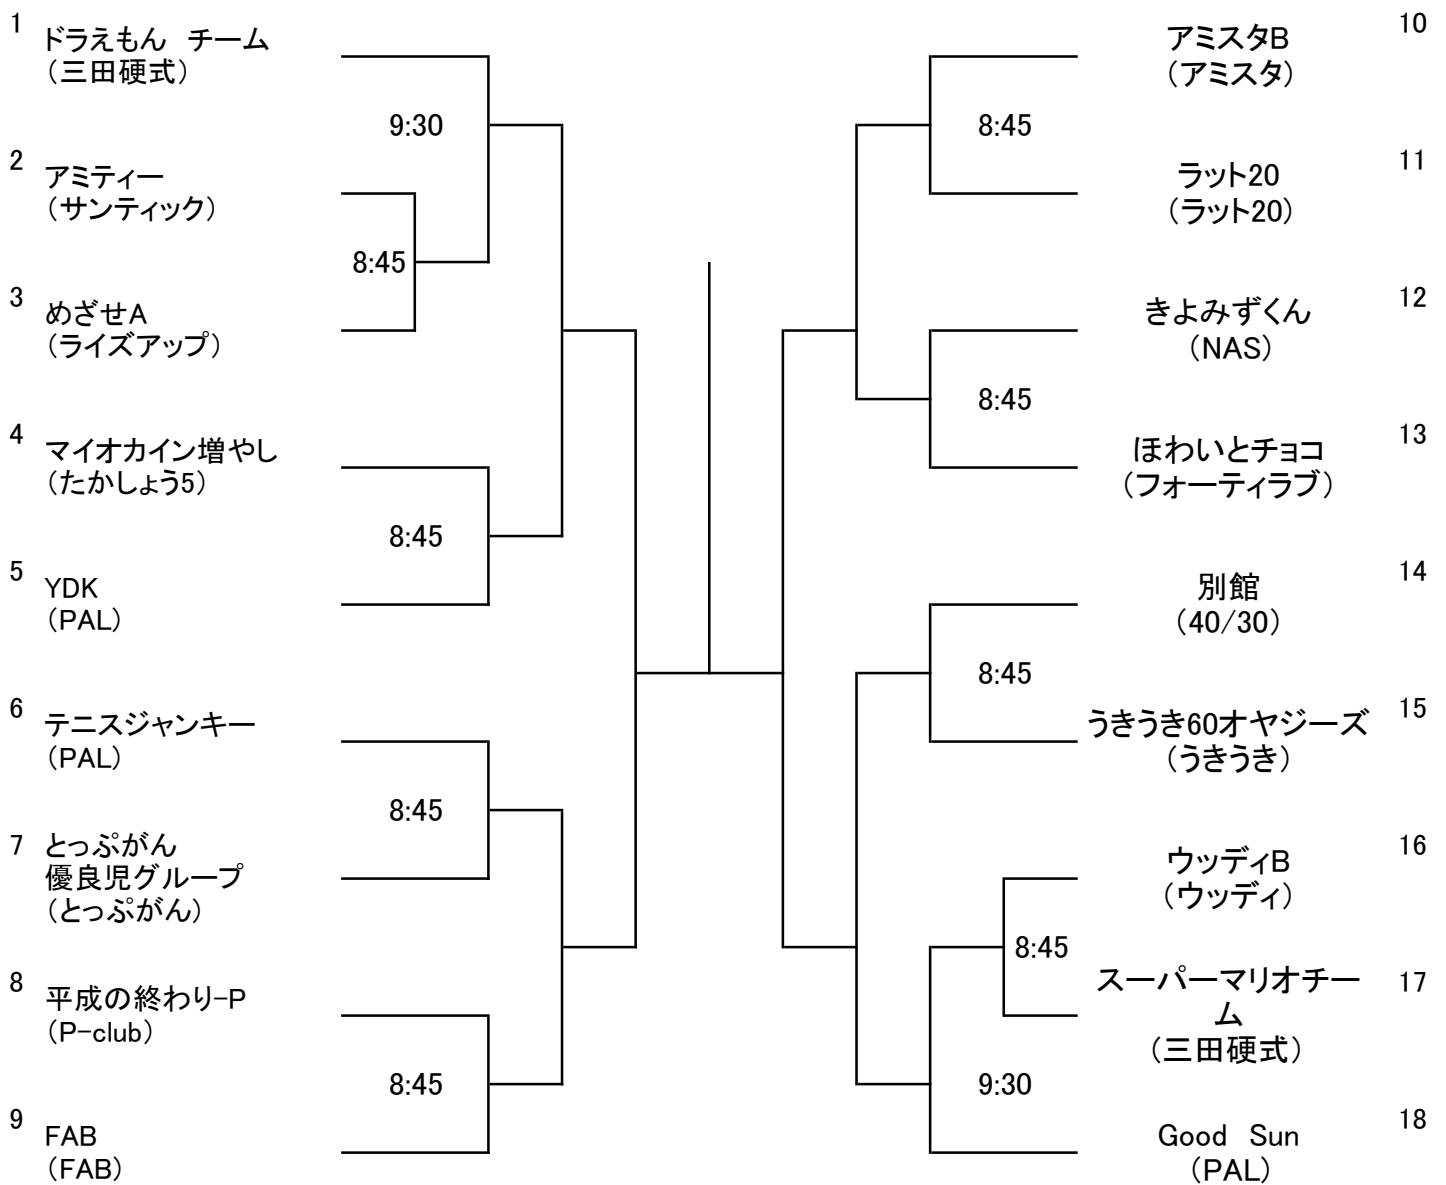 1
ドラえもん　チーム
（三田硬式）
9:30
2
アミティー
（サンティック）
8:45
3
めざせA
（ライズアップ）
4
マイオカイン増やし
（たかしょう5）
8:45
5
YDK
（PAL）
6
テニスジャンキー
（PAL）
8:45
7
とっぷがん
優良児グループ
（とっぷがん）
8
平成の終わり-P
（P-club）
8:45
9
FAB
（FAB）
アミスタB
10
（アミスタ）
8:45
ラット20
11
（ラット20）
きよみずくん
12
（NAS）
8:45
ほわいとチョコ
13
（フォーティラブ）
別館
14
（40/30）
8:45
うきうき60オヤジーズ
15
（うきうき）
ウッディB
16
（ウッディ）
8:45
スーパーマリオチー
17
ム
（三田硬式）
9:30
Good　Sun
18
（PAL）